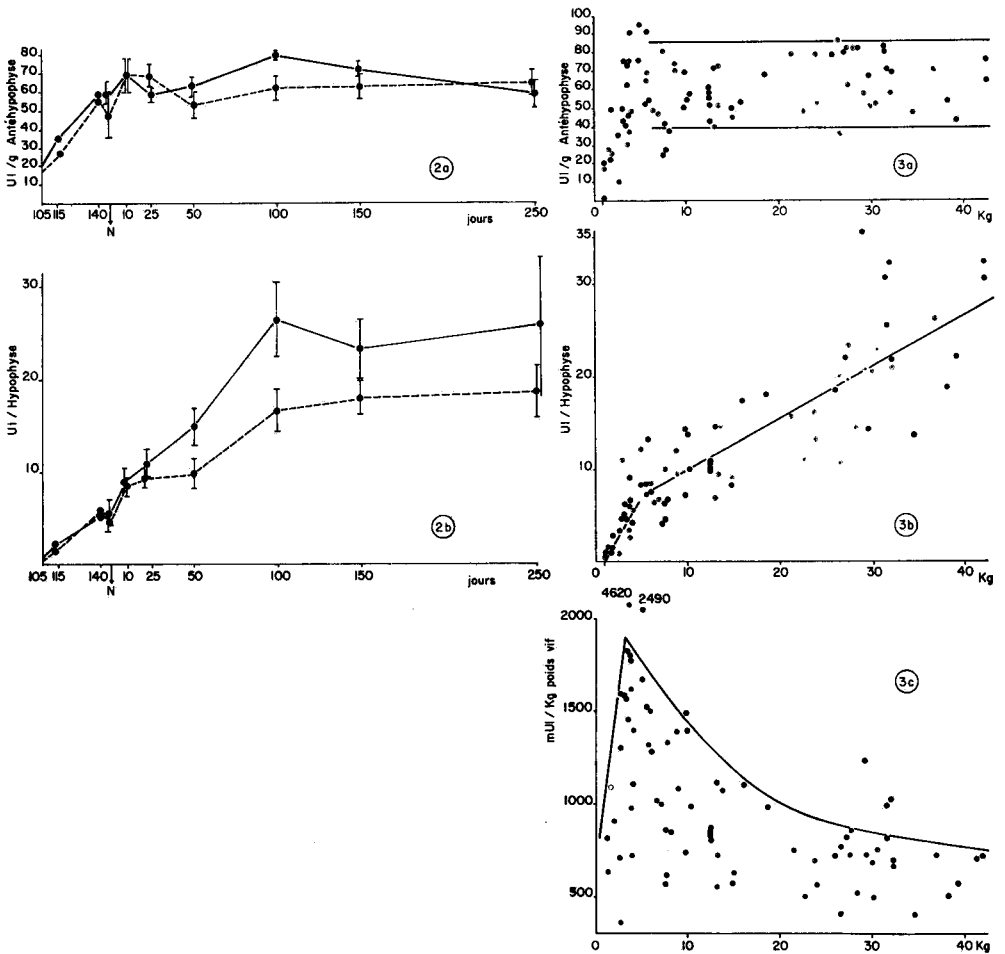 80
70
60
50
40
30
20
10
UI /g Antéhypophyse
2a
105 115 140 10 25 50 100 150 jours 250
N
100
90
80
70
60
50
40
30
20
10
UI /g Antéhypophyse
3a
0 10 20 30 40 Kg
30
20
10
UI / Hypophyse
2b
105 115 140 10 25 50 100 150 jours 250
N
35
30
20
10
UI / Hypophyse
3b
0 10 20 30 40 Kg
4620 2490
2000
1500
1000
500
mUI / Kg poids vif
3c
0 10 20 30 40 Kg